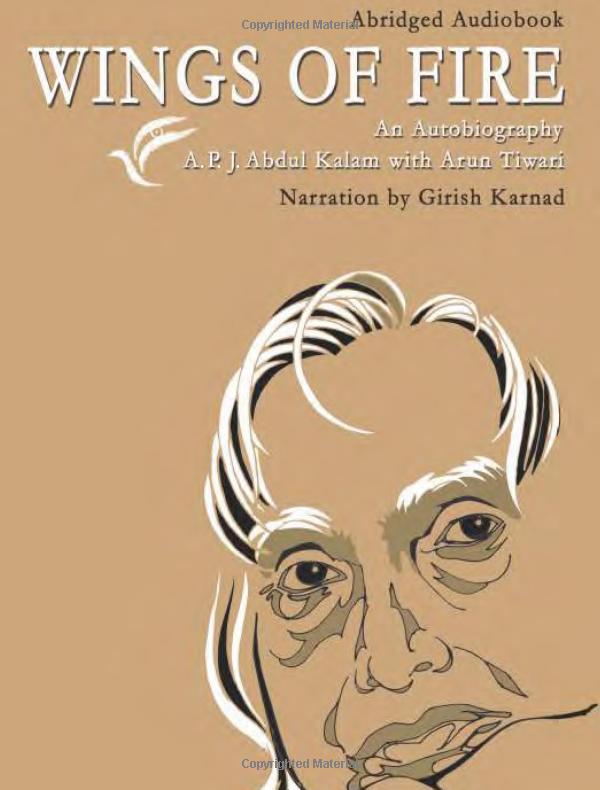 Copyrighted Material
Abridged Audiobook
WINGS OF FIRE
An Autobiography
A. P. J. Abdul Kalam with Arun Tiwari
Narration by Girish Karnad
Copyrighted Material